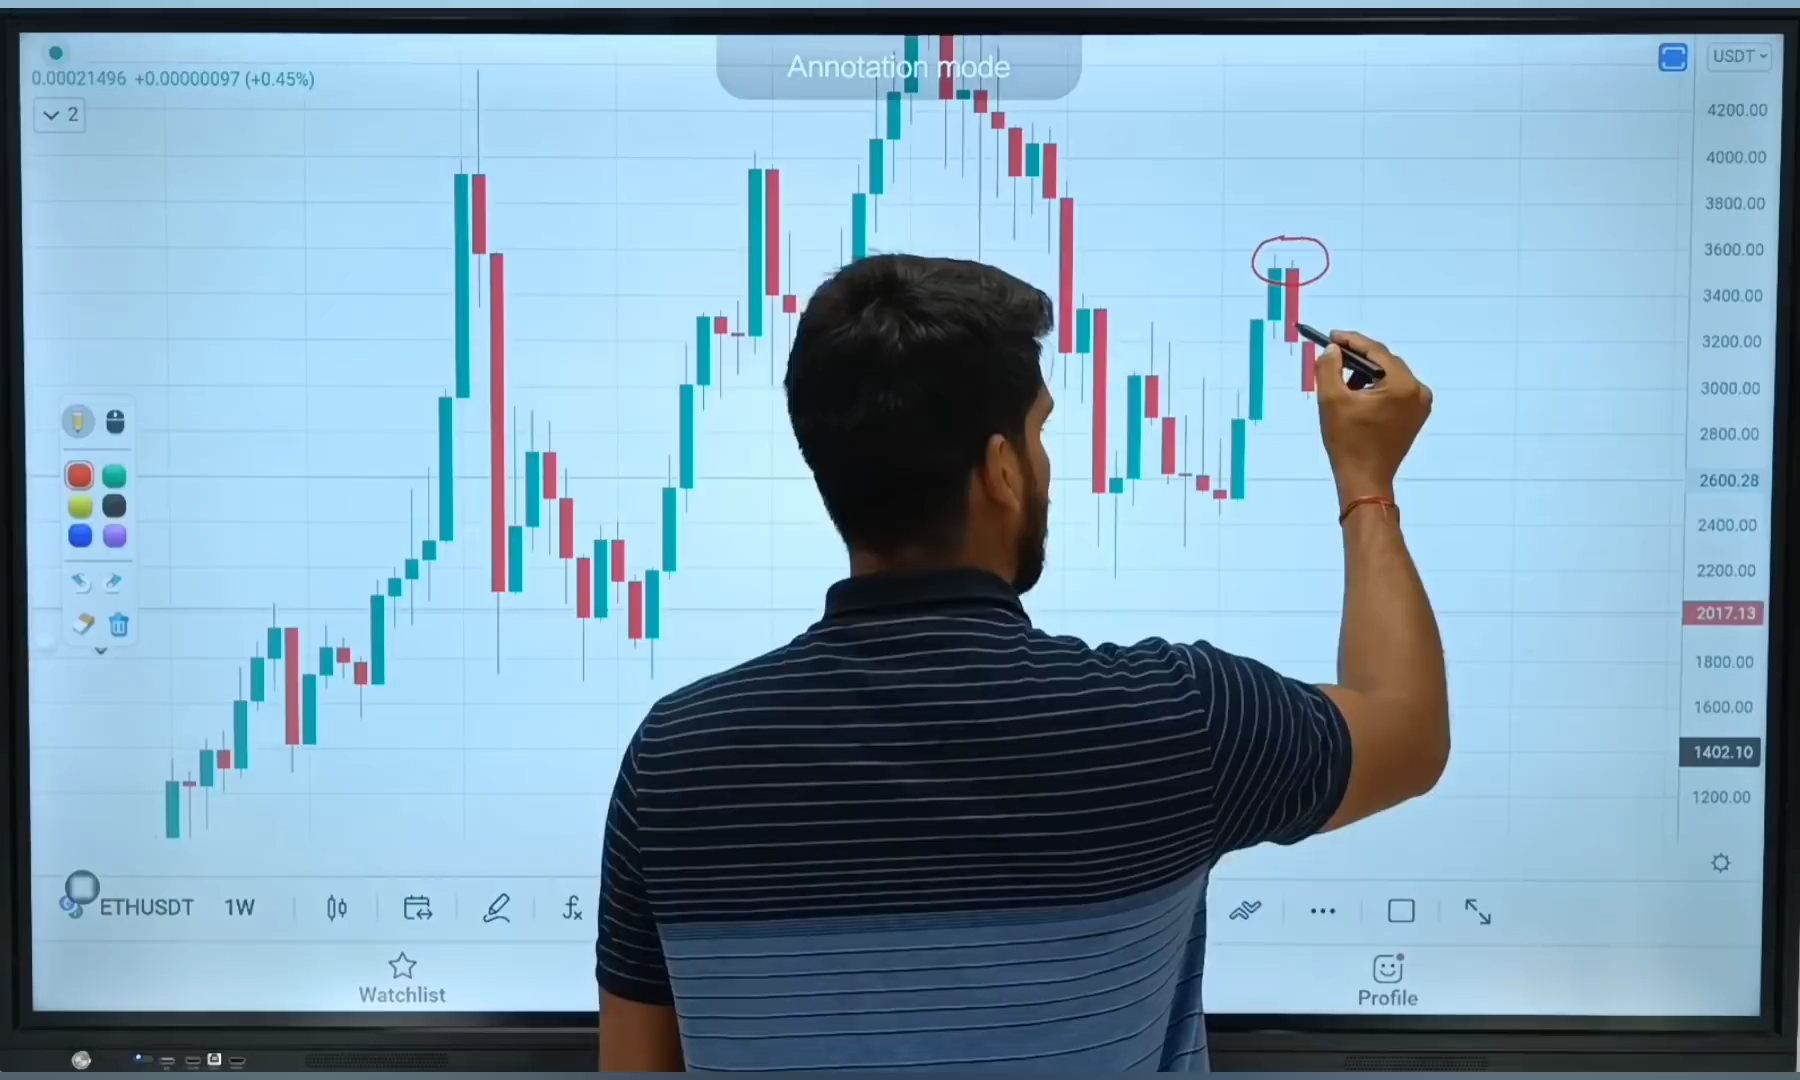 Annotation mode
USDT
0.00021496 +0.00000097 (+0.45%)
2
4200.00
4000.00
3800.00
3600.00
3400.00
3200.00
3000.00
2800.00
2600.28
2400.00
2200.00
2017.13
1800.00
1600.00
1402.10
1200.00
ETHUSDT 1W
fx
Watchlist
Profile